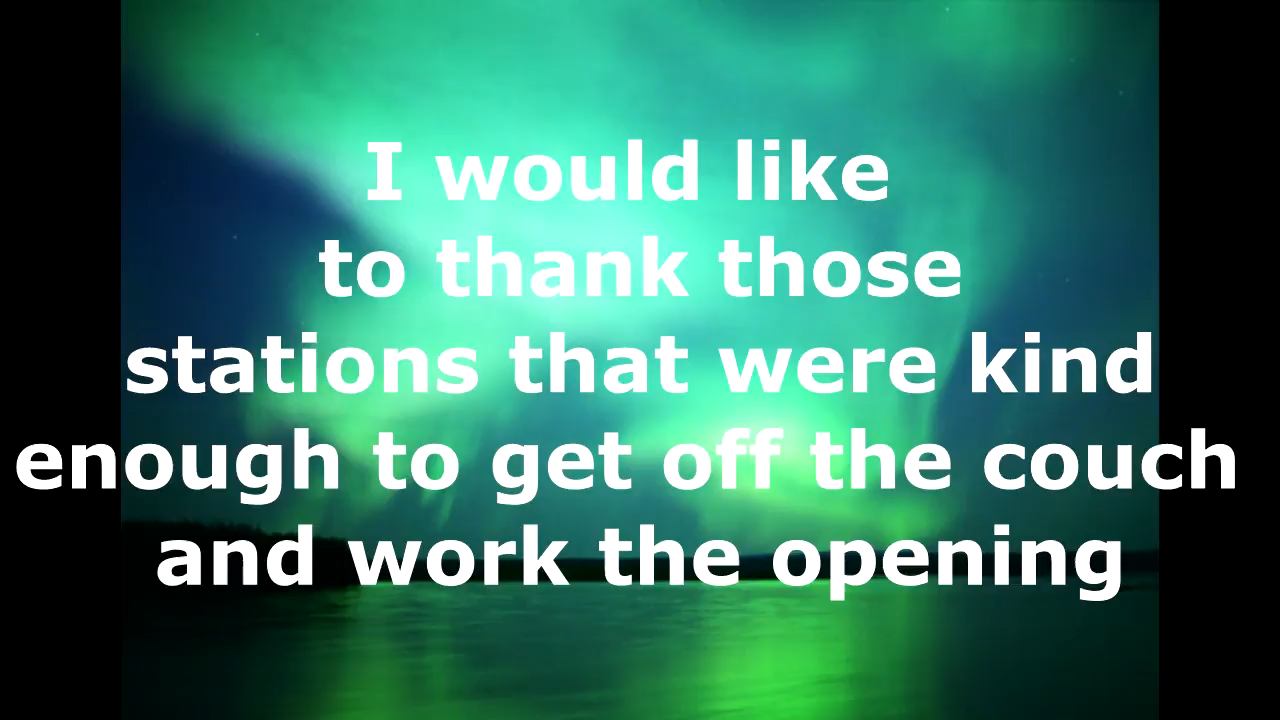 I would like
to thank those
stations that were kind
enough to get off the couch
and work the opening